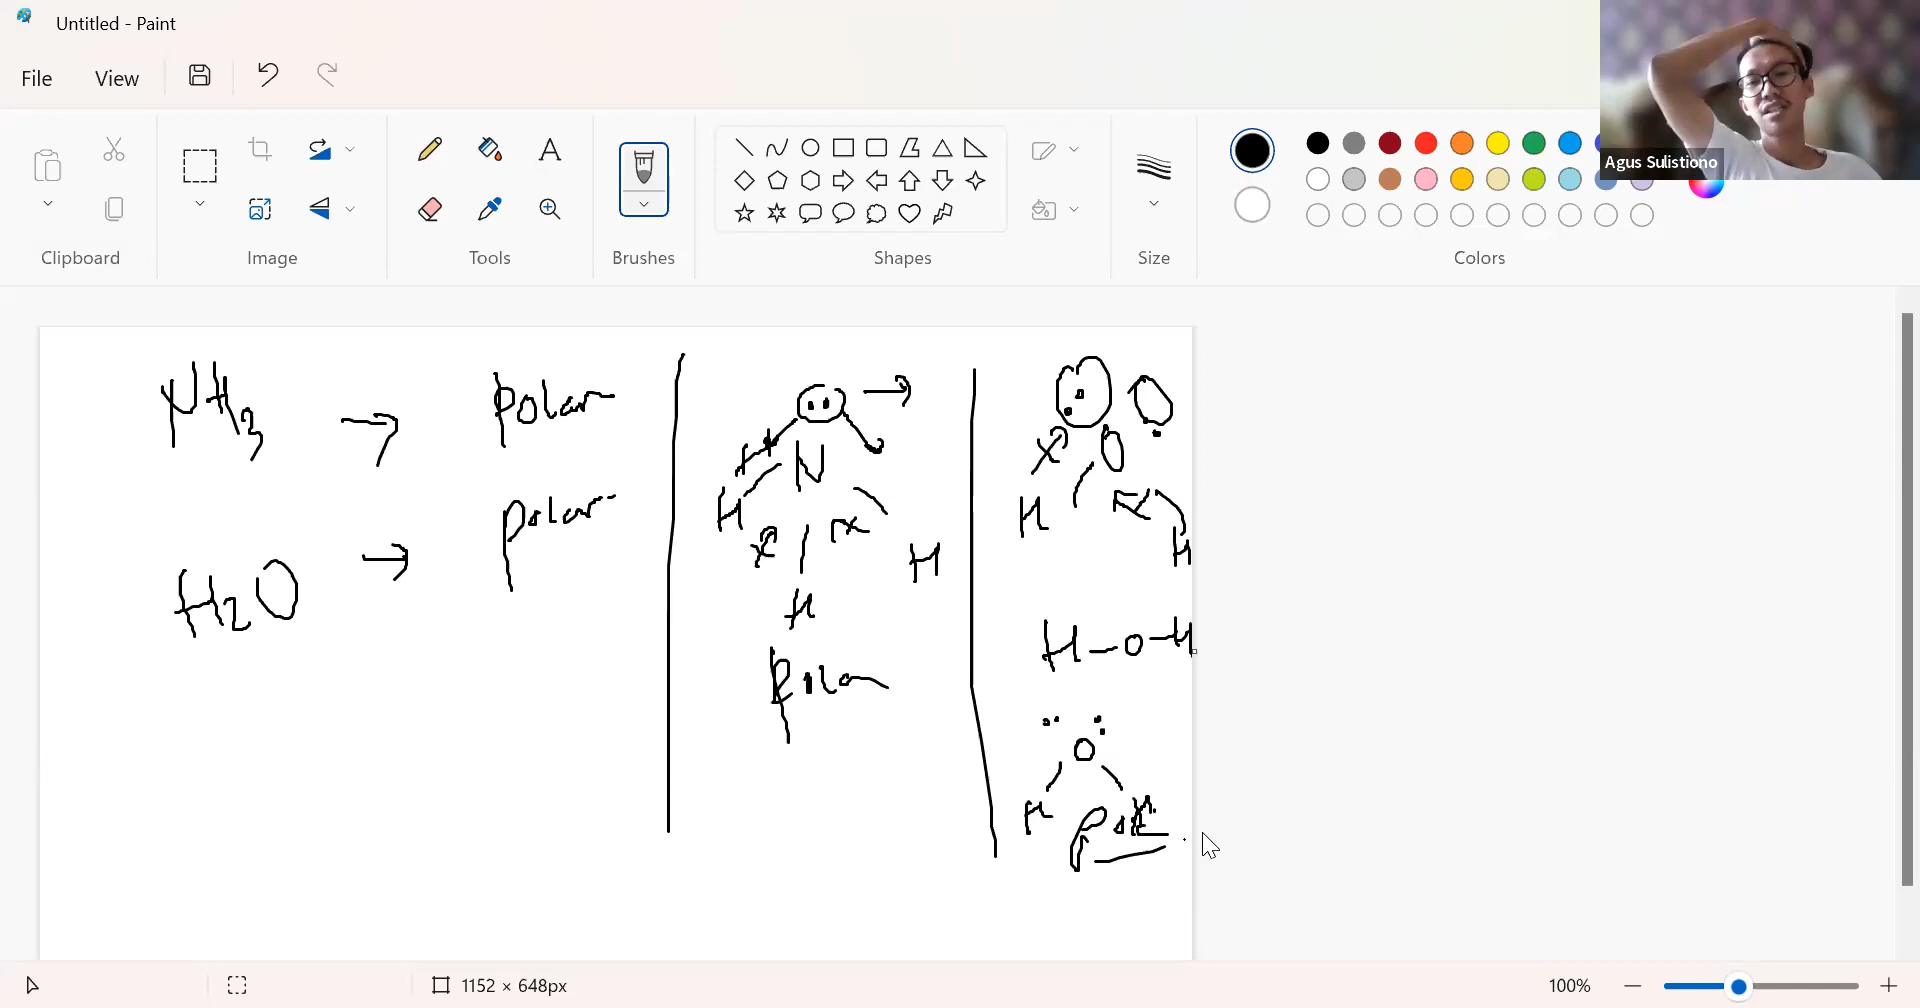 Untitled - Paint
File View
Agus Sulistiono
Clipboard Image Tools Brushes Shapes Size Colors
NH3 → polar
H2O → polar
H
N
H
H
H
polar
O
H
H
H-O-H
O
H
1152 × 648px
100%